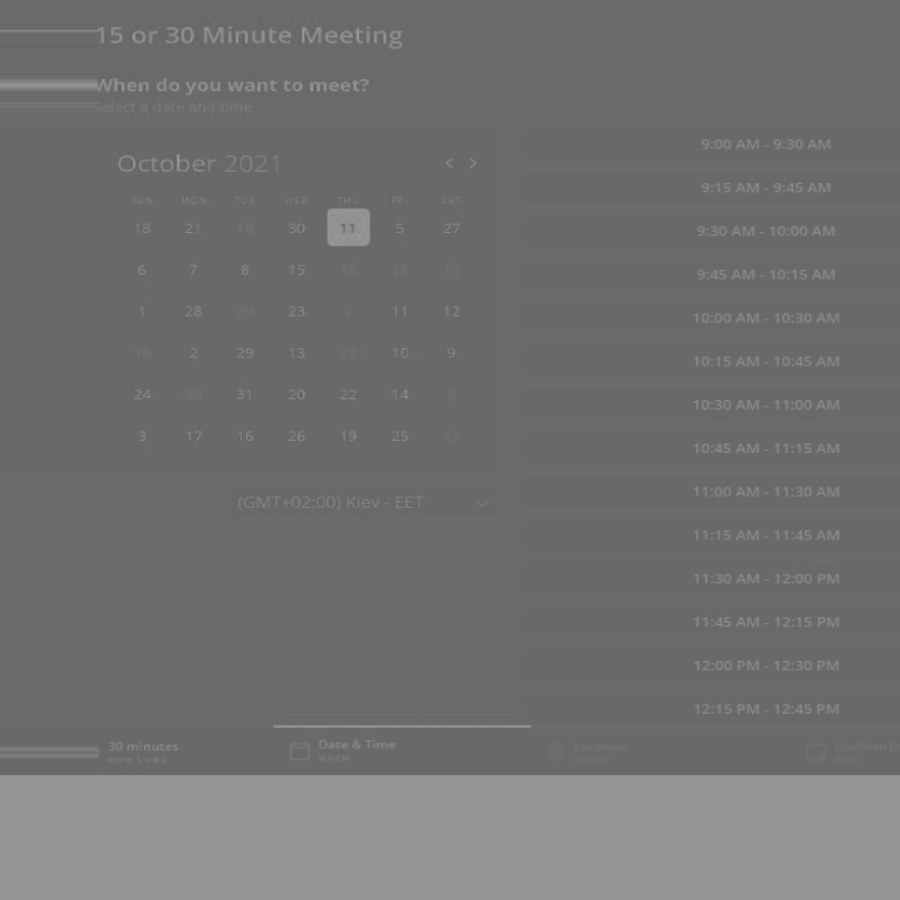 15 or 30 Minute Meeting
When do you want to meet?
Select a date and time
October 2021
SUN MON TUE WED THU FRI SAT
18 21 18 30 11 5 27
6 7 8 15 19 12 10
1 28 29 23 7 11 12
16 2 29 13 23 10 9
24 20 31 20 22 14 9
3 17 16 26 19 25 22
(GMT+02:00) Kiev - EET
9:00 AM - 9:30 AM
9:15 AM - 9:45 AM
9:30 AM - 10:00 AM
9:45 AM - 10:15 AM
10:00 AM - 10:30 AM
10:15 AM - 10:45 AM
10:30 AM - 11:00 AM
10:45 AM - 11:15 AM
11:00 AM - 11:30 AM
11:15 AM - 11:45 AM
11:30 AM - 12:00 PM
11:45 AM - 12:15 PM
12:00 PM - 12:30 PM
12:15 PM - 12:45 PM
30 minutes
HOW LONG
Date & Time
WHEN
Location
WHERE
Confirm